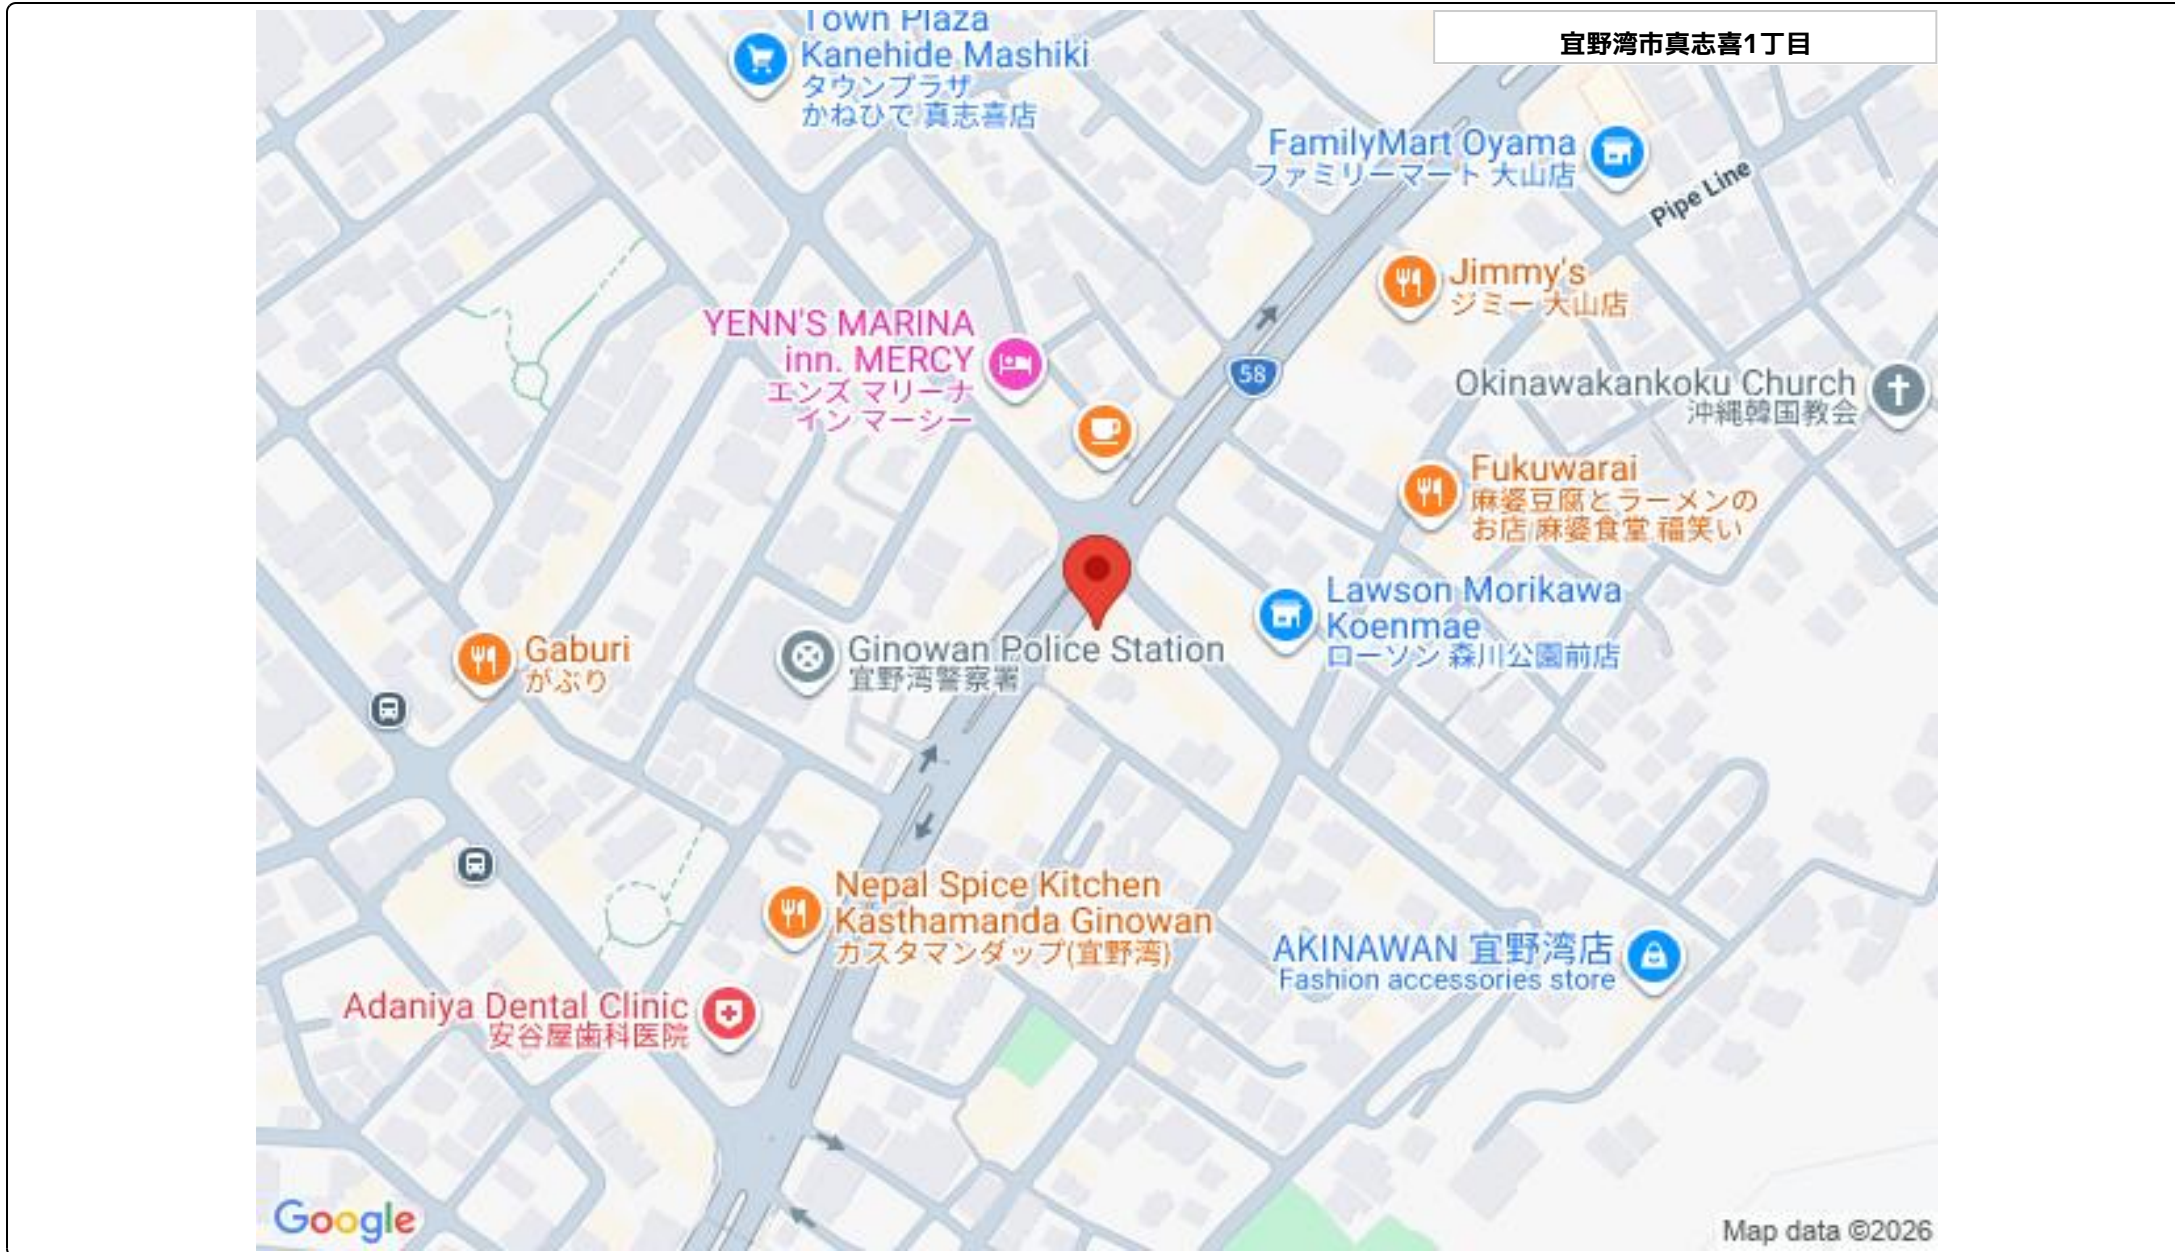 宜野湾市真志喜1丁目
Town Plaza
Kanehide Mashiki
タウンプラザ
かねひで 真志喜店
FamilyMart Oyama
ファミリーマート 大山店
Pipe Line
Jimmy's
ジミー 大山店
YENN'S MARINA
inn. MERCY
エンズ マリーナ
イン マーシー
58
Okinawakankoku Church
沖縄韓国教会
Fukuwarai
麻婆豆腐とラーメンの
お店 麻婆食堂 福笑い
Lawson Morikawa
Koenmae
ローソン 森川公園前店
Ginowan Police Station
宜野湾警察署
Gaburi
がぶり
Nepal Spice Kitchen
Kasthamanda Ginowan
カスタマンダップ(宜野湾)
AKINAWAN 宜野湾店
Fashion accessories store
Adaniya Dental Clinic
安谷屋歯科医院
Google
Map data ©2026